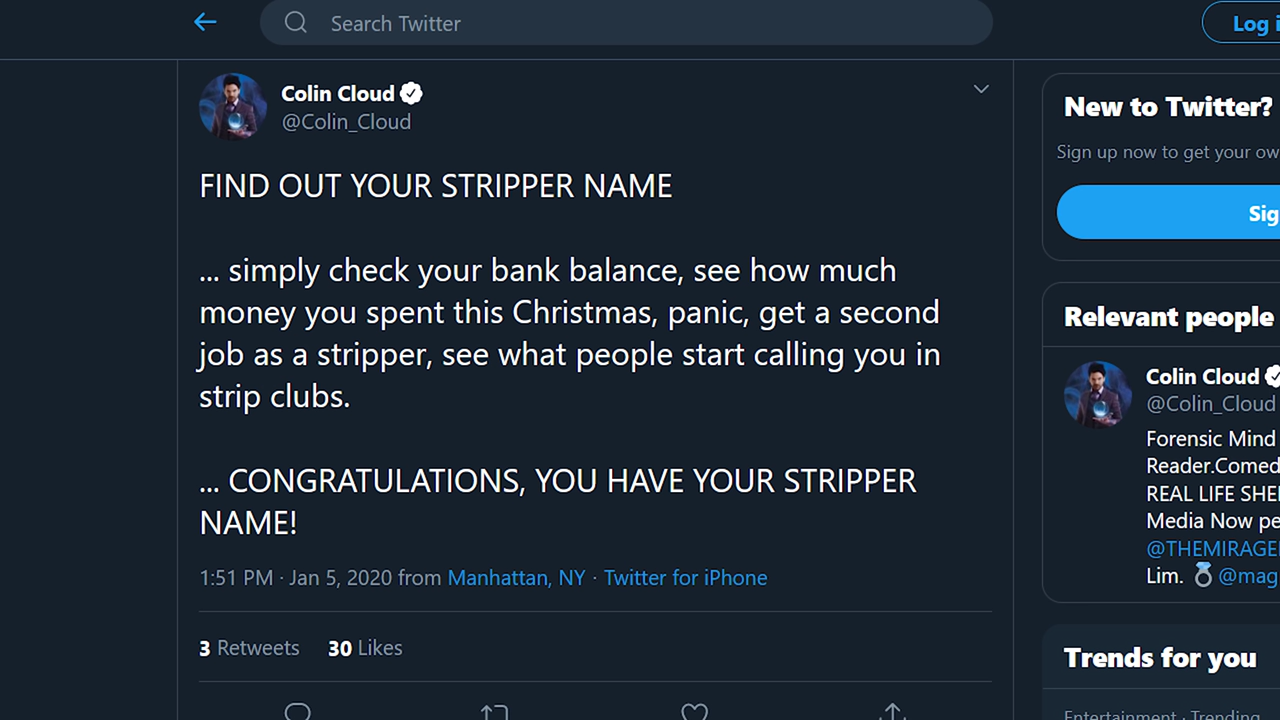 Search Twitter
Log i
Colin Cloud
@Colin_Cloud
FIND OUT YOUR STRIPPER NAME
... simply check your bank balance, see how much
money you spent this Christmas, panic, get a second
job as a stripper, see what people start calling you in
strip clubs.
... CONGRATULATIONS, YOU HAVE YOUR STRIPPER
NAME!
1:51 PM · Jan 5, 2020 from Manhattan, NY · Twitter for iPhone
3 Retweets 30 Likes
New to Twitter?
Sign up now to get your ow
Sig
Relevant people
Colin Cloud
@Colin_Cloud
Forensic Mind
Reader.Comed
REAL LIFE SHE
Media Now pe
@THEMIRAGE
Lim. 💍 @mag
Trends for you
Entertainment · Trending